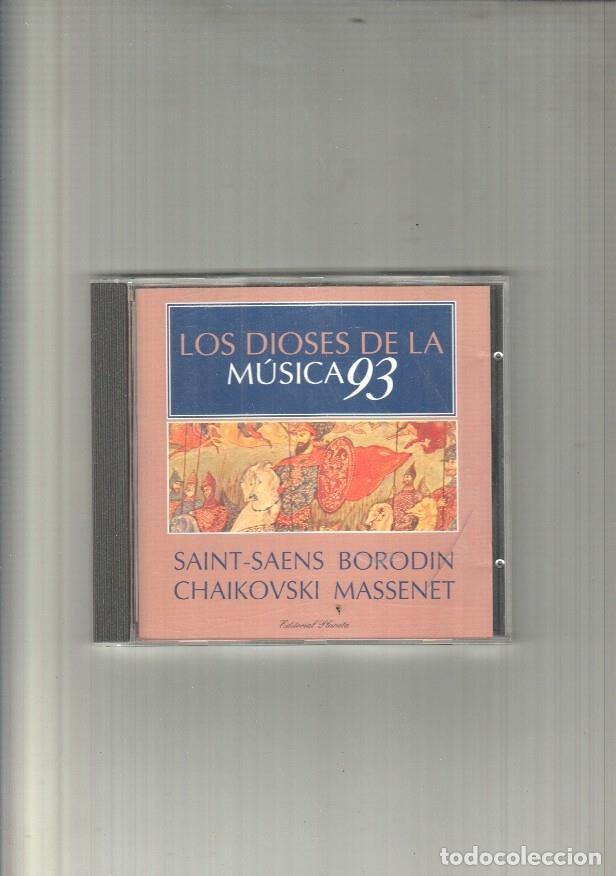 LOS DIOSES DE LA
MÚSICA 93
SAINT-SAENS BORODIN
CHAIKOVSKI MASSENET
Editorial Planeta
todocoleccion